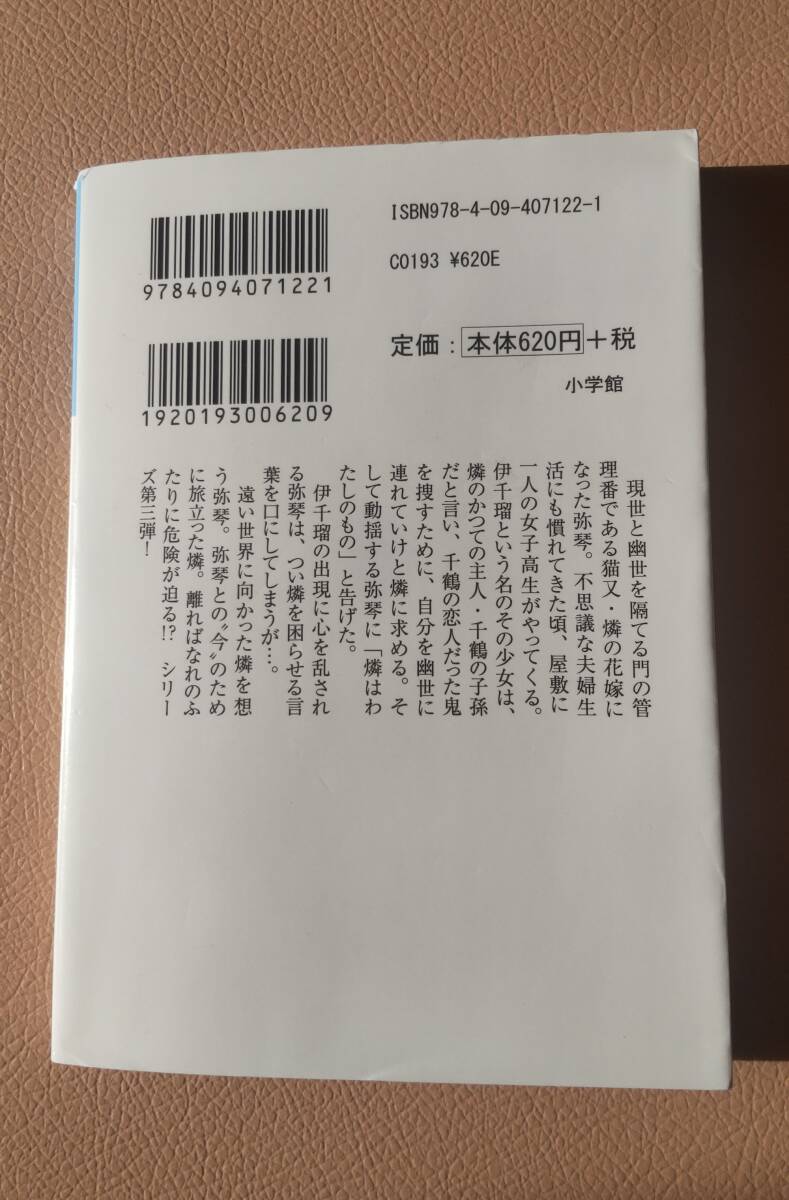 ISBN978-4-09-407122-1
C0193 ¥620E
9784094071221
定価：本体620円＋税
1920193006209
小学館
現世と幽世を隔てる門の管
理番である猫又・燐の花嫁に
なった弥琴。不思議な夫婦生
活にも慣れてきた頃、屋敷に
一人の女子高生がやってくる。
伊千瑠という名のその少女は、
燐のかつての主人・千鶴の子孫
だと言い、千鶴の恋人だった鬼
を捜すために、自分を幽世に
連れていけと燐に求める。そ
して動揺する弥琴に「燐はわ
たしのもの」と告げた。
伊千瑠の出現に心を乱され
る弥琴は、つい燐を困らせる言
葉を口にしてしまうが…。
遠い世界に向かった燐を想
う弥琴。弥琴との〝今〟のため
に旅立った燐。離ればなれのふ
たりに危険が迫る!?　シリー
ズ第三弾！